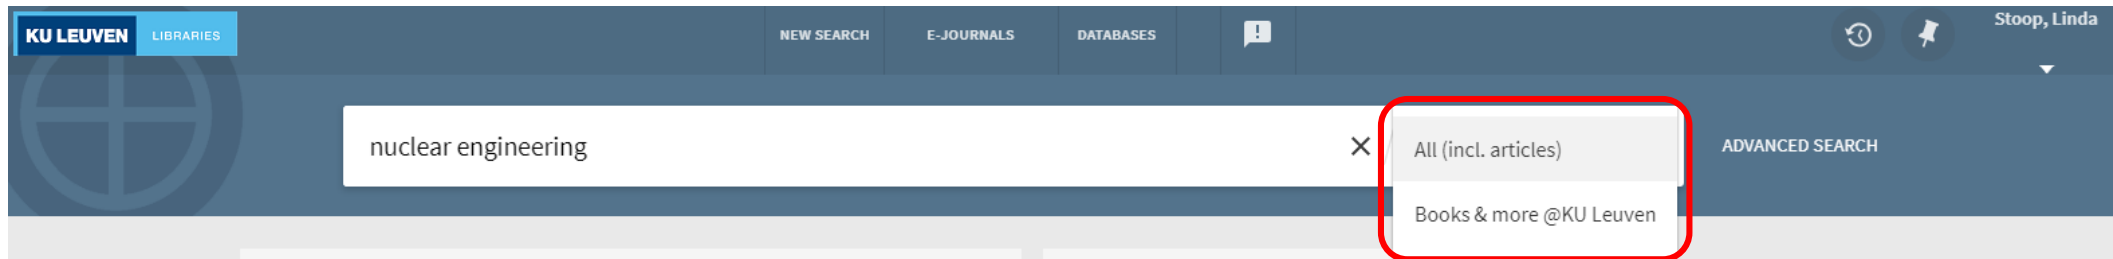 KU LEUVEN LIBRARIES
NEW SEARCH
E-JOURNALS
DATABASES
Stoop, Linda
nuclear engineering
All (incl. articles)
ADVANCED SEARCH
Books & more @KU Leuven